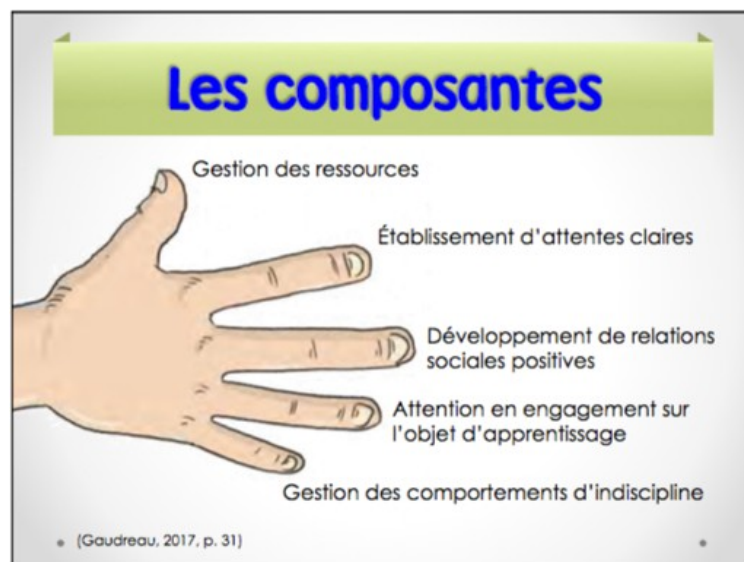 Les composantes
Gestion des ressources
Établissement d'attentes claires
Développement de relations
sociales positives
Attention en engagement sur
l'objet d'apprentissage
Gestion des comportements d'indiscipline
(Gaudreau, 2017, p. 31)